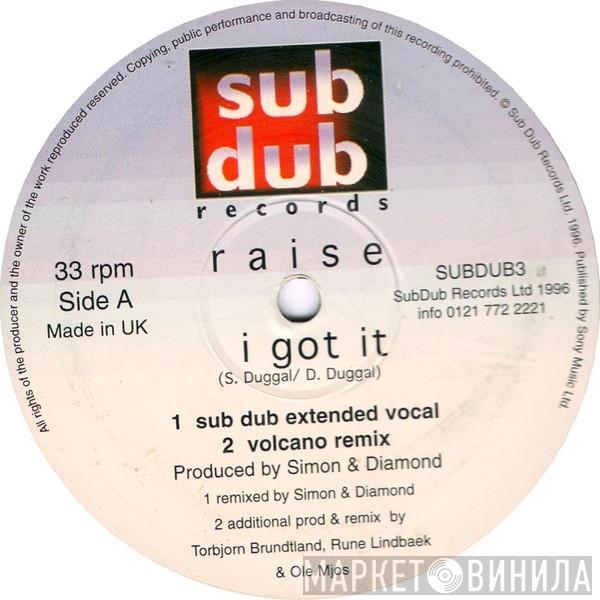 All rights of the producer and the owner of the work reproduced reserved. Copying, public performance and broadcasting of this recording prohibited. © Sub Dub Records Ltd. 1996. Published by Sony Music Ltd.
sub
dub
records
raise
33 rpm
Side A
Made in UK
SUBDUB3
SubDub Records Ltd 1996
info 0121 772 2221
i got it
(S. Duggal/ D. Duggal)
1 sub dub extended vocal
2 volcano remix
Produced by Simon & Diamond
1 remixed by Simon & Diamond
2 additional prod & remix by
Torbjorn Brundtland, Rune Lindbaek
& Ole Mjos
МАРКЕТ ВИНИЛА